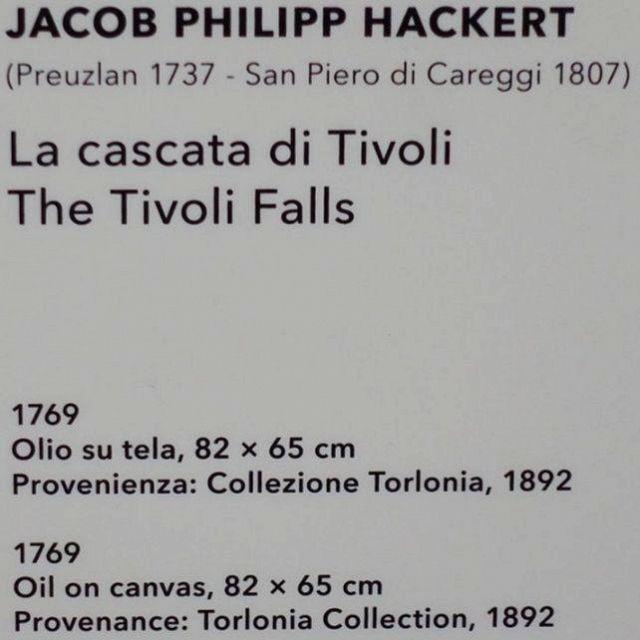 JACOB PHILIPP HACKERT
(Preuzlan 1737 - San Piero di Careggi 1807)
La cascata di Tivoli
The Tivoli Falls
1769
Olio su tela, 82 × 65 cm
Provenienza: Collezione Torlonia, 1892
1769
Oil on canvas, 82 × 65 cm
Provenance: Torlonia Collection, 1892